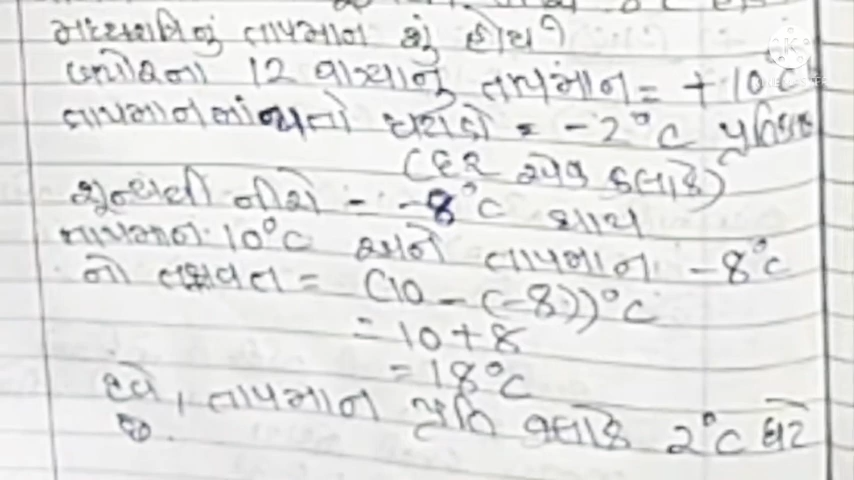 મધ્યરાત્રિનું તાપમાન શું હોય?
બપોરના 12 વાગ્યાનું તાપમાન = + 10°C
તાપમાનમાં થતો ઘટાડો = - 2°C પ્રતિકલાક
(દર એક કલાકે)
શૂન્યથી નીચે = -8°C થાય
તાપમાન 10°C અને તાપમાન -8°C
નો તફાવત = (10 - (-8))°C
= 10 + 8
= 18°C
હવે, તાપમાન પ્રતિ કલાકે 2°C ઘટે
છે.